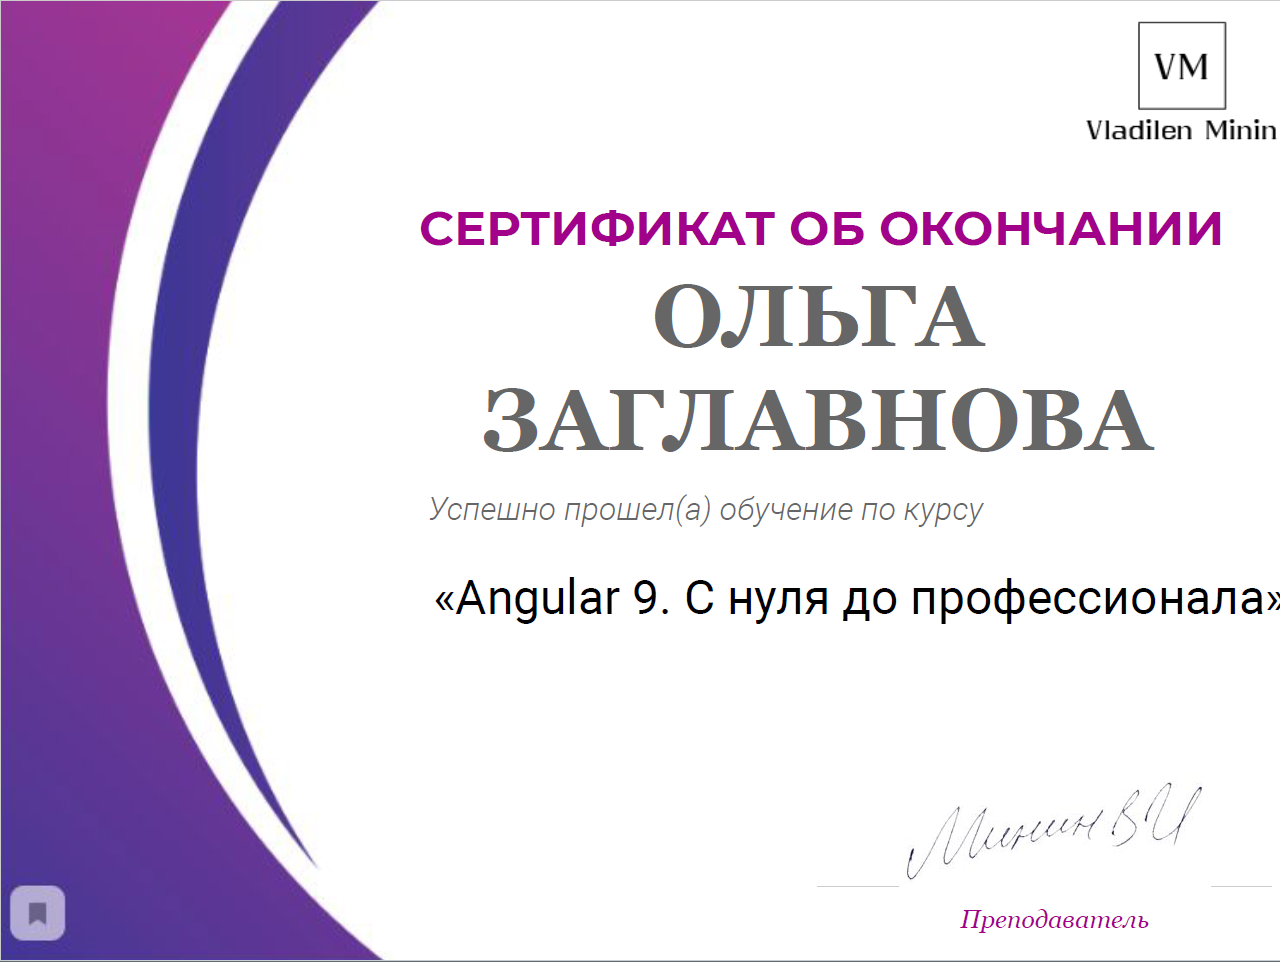 VM
Vladilen Minin
СЕРТИФИКАТ ОБ ОКОНЧАНИИ
ОЛЬГА
ЗАГЛАВНОВА
Успешно прошел(а) обучение по курсу
«Angular 9. С нуля до профессионала»
Минин В И
Преподаватель